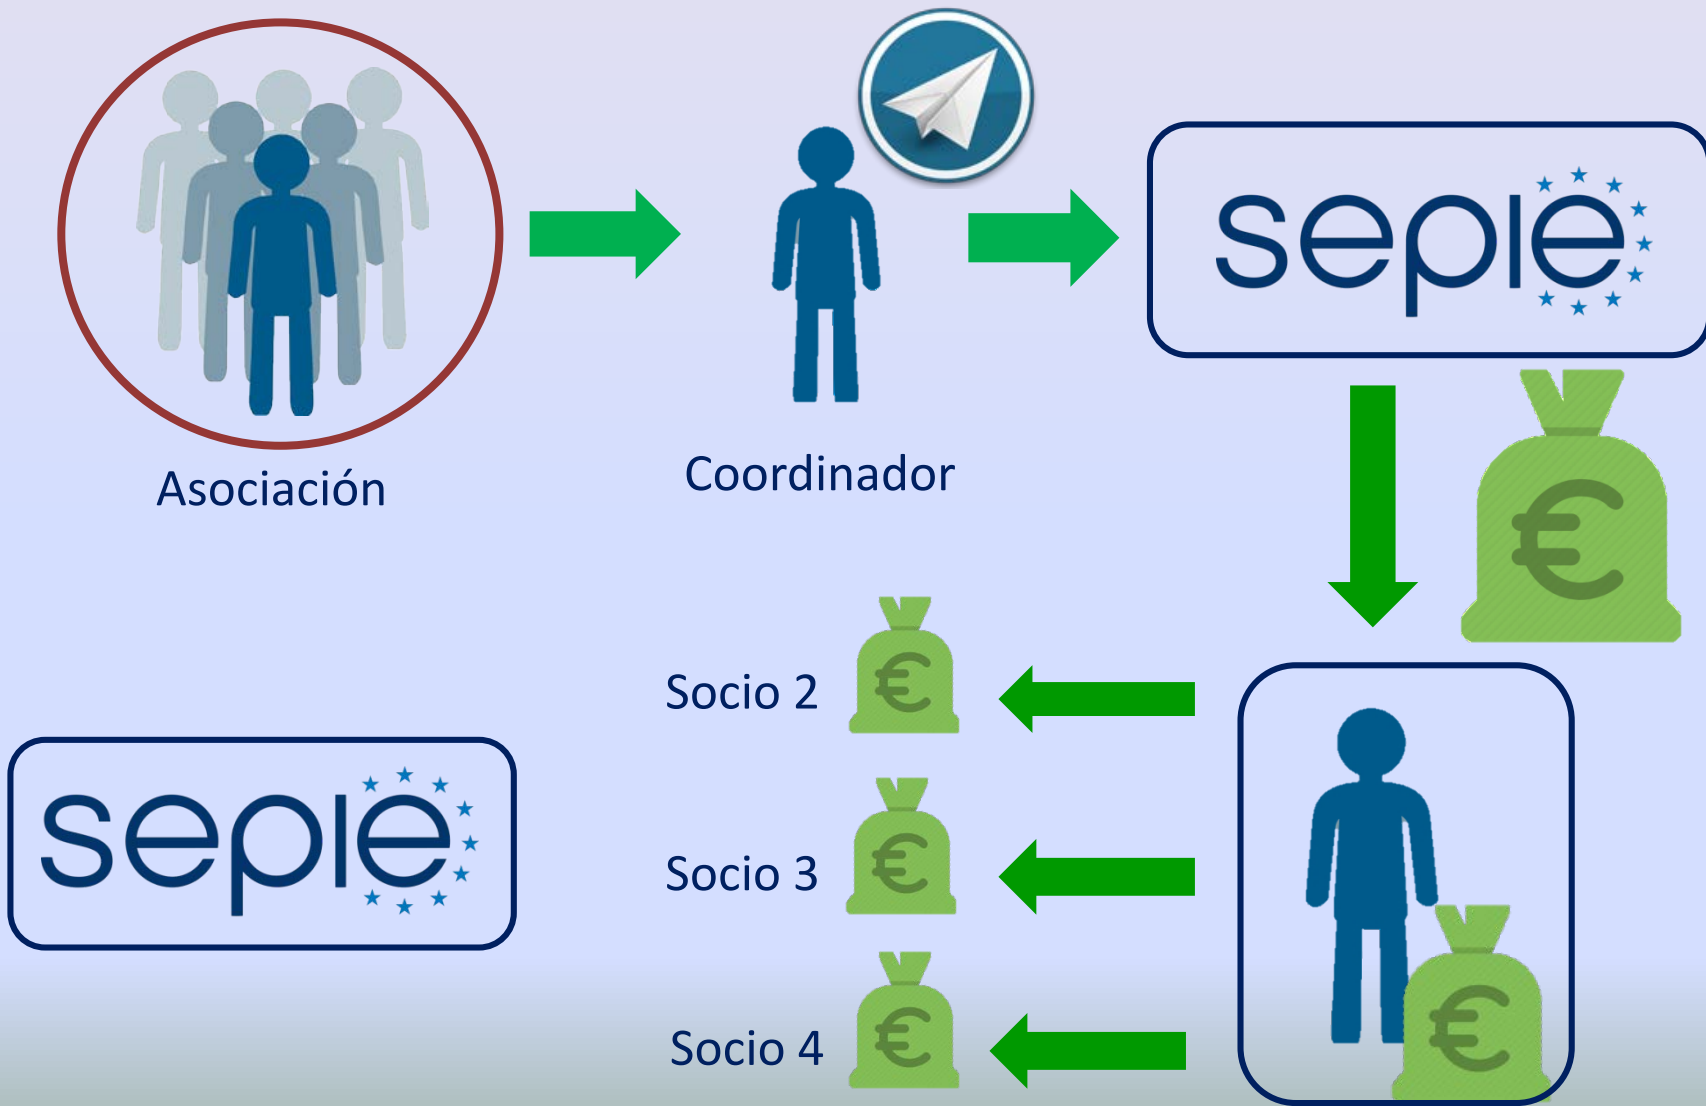 Asociación
Coordinador
sepie
€
Socio 2 €
sepie
Socio 3 €
Socio 4 €
€